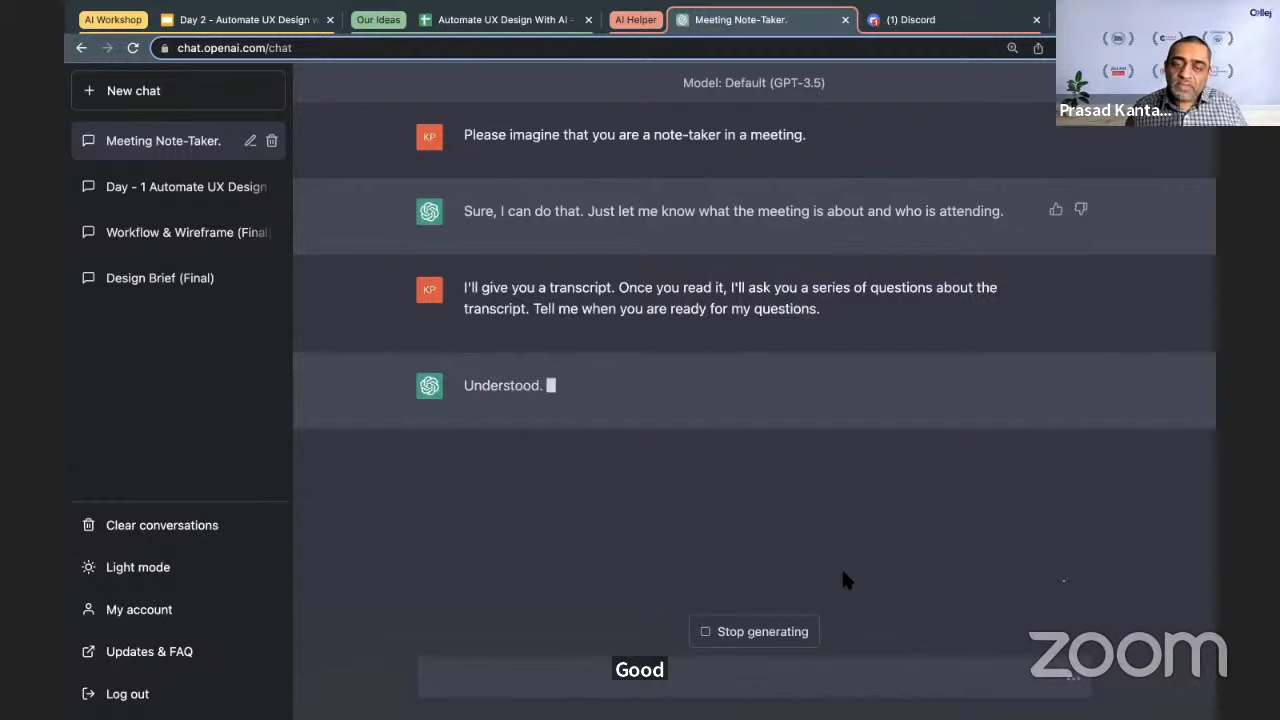 AI Workshop
Day 2 - Automate UX Design w
Our Ideas
Automate UX Design With AI -
AI Helper
Meeting Note-Taker.
(1) Discord
Collej
chat.openai.com/chat
Prasad Kanta...
New chat
Model: Default (GPT-3.5)
Meeting Note-Taker.
Day - 1 Automate UX Design
Workflow & Wireframe (Final
Design Brief (Final)
KP
Please imagine that you are a note-taker in a meeting.
Sure, I can do that. Just let me know what the meeting is about and who is attending.
KP
I'll give you a transcript. Once you read it, I'll ask you a series of questions about the
transcript. Tell me when you are ready for my questions.
Understood.
Clear conversations
Light mode
My account
Updates & FAQ
Log out
Stop generating
Good
zoom